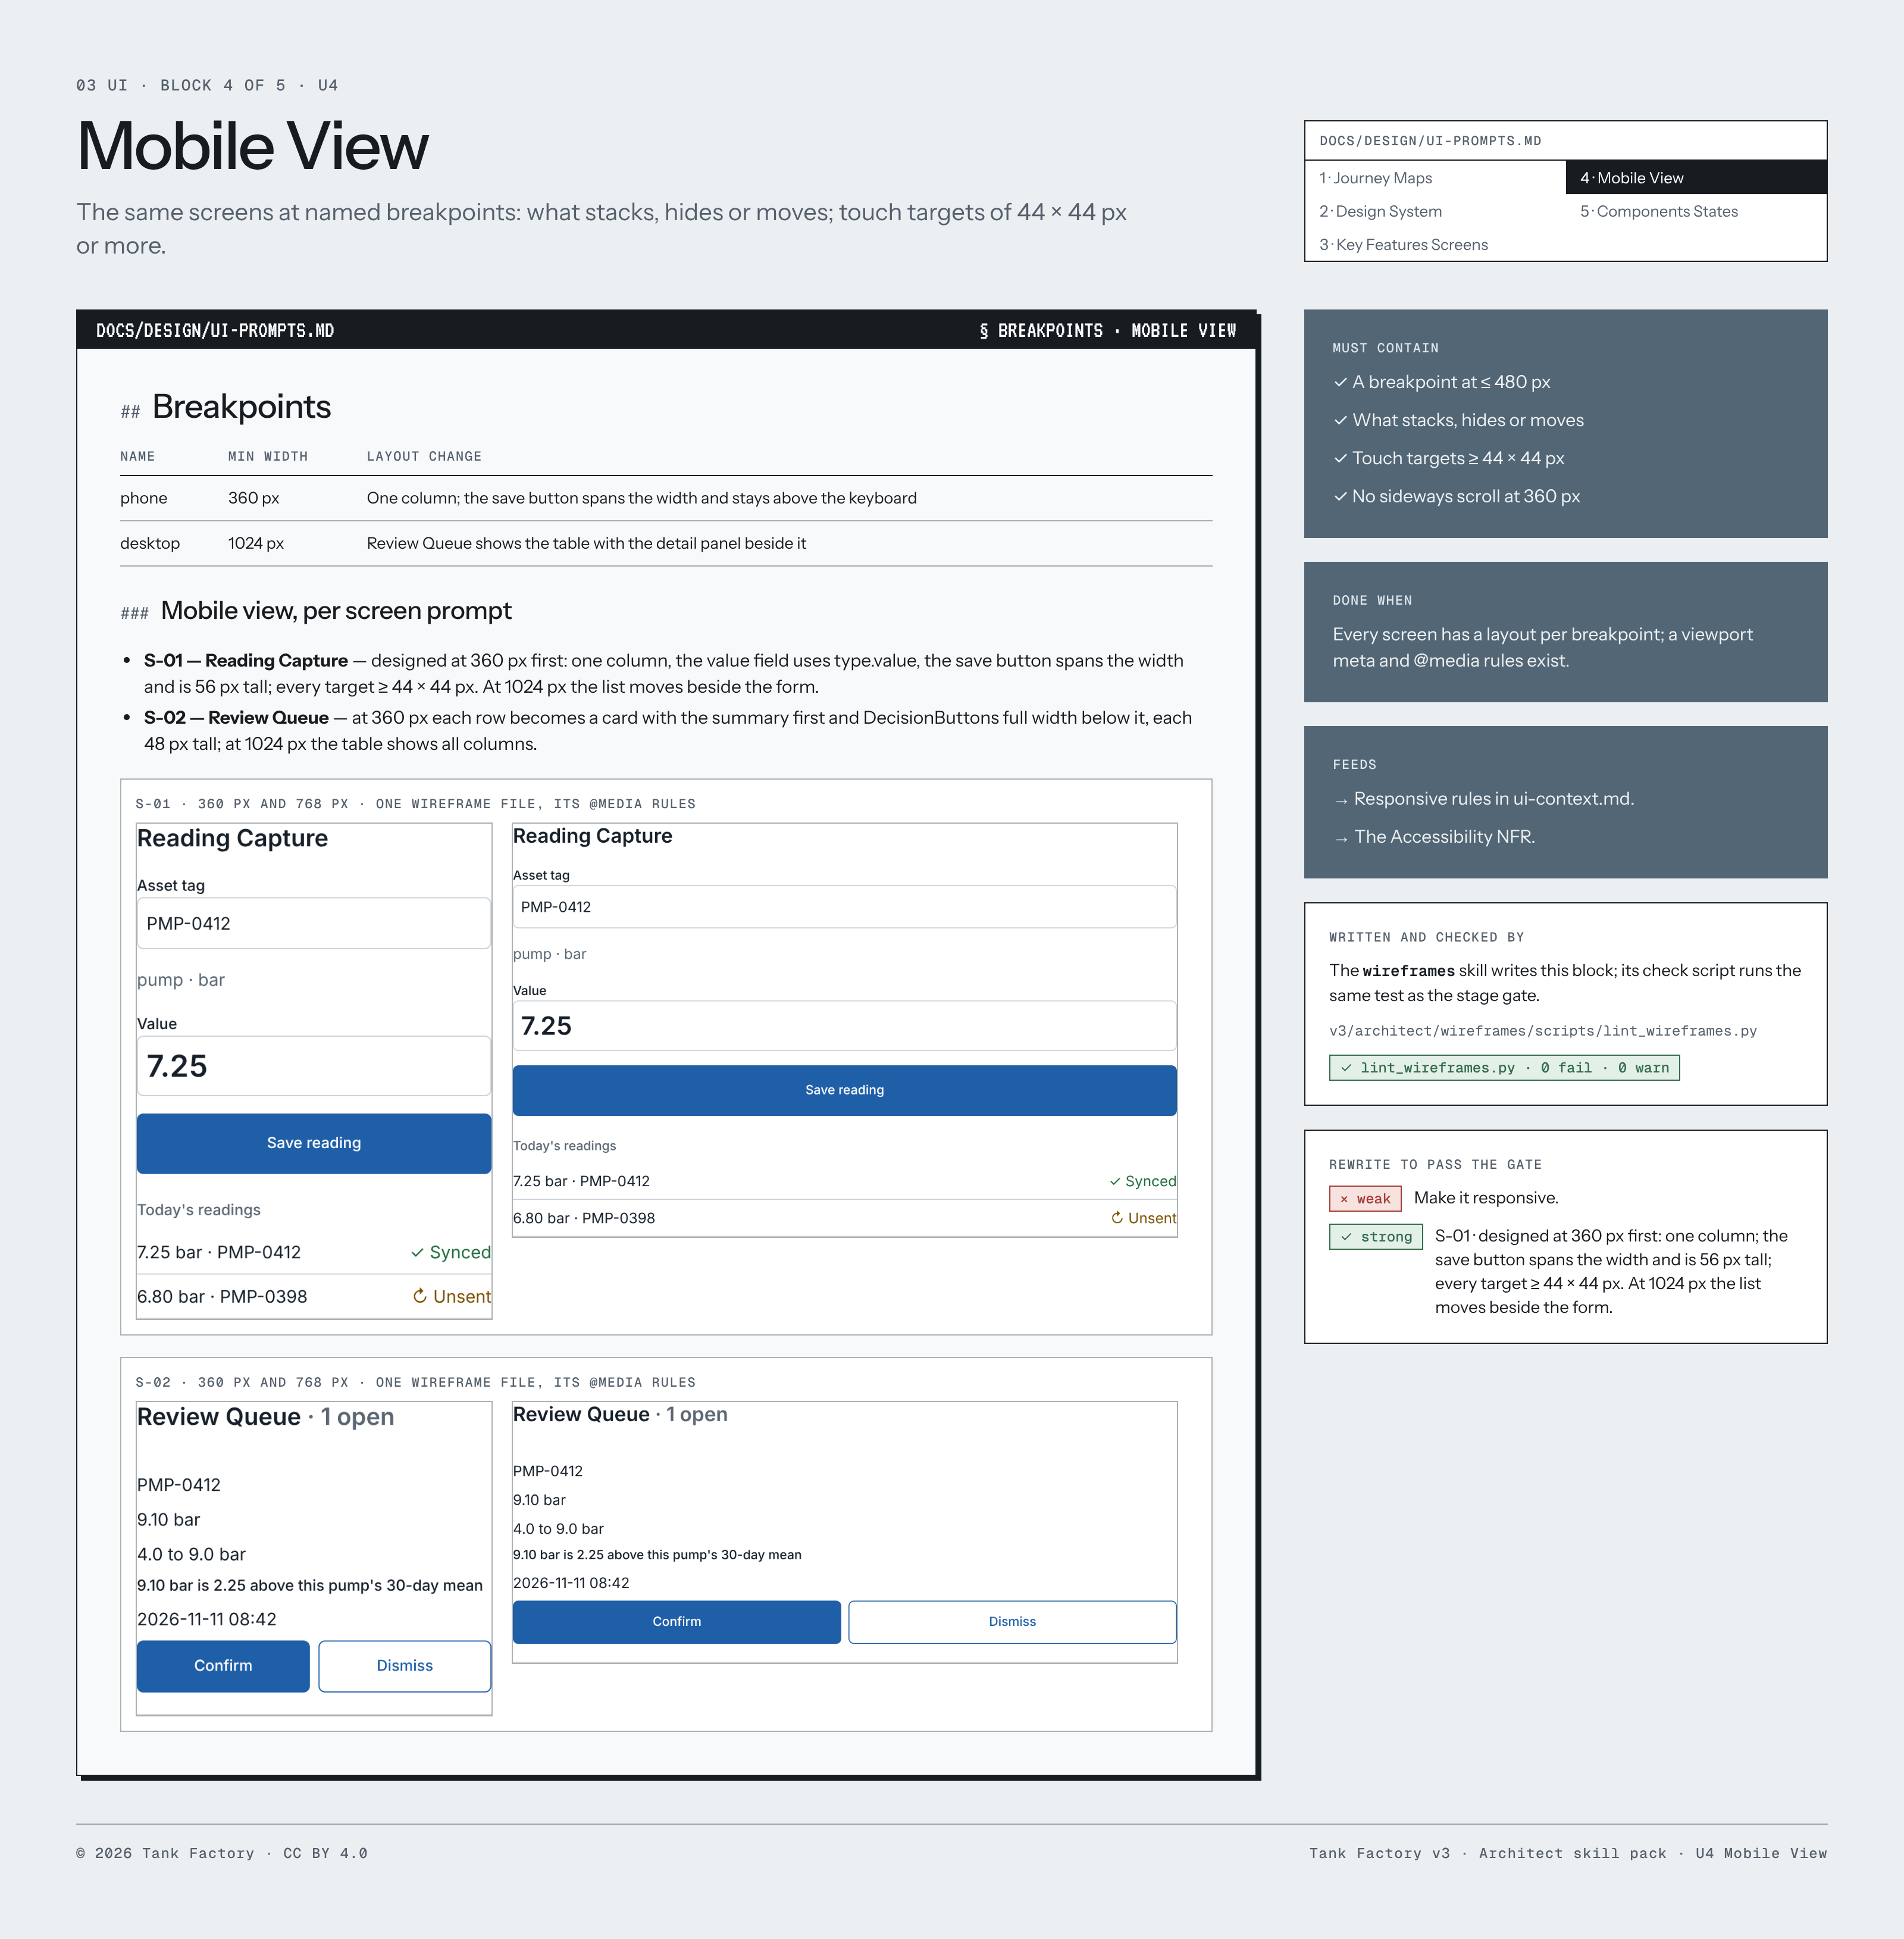 03 UI · BLOCK 4 OF 5 · U4
Mobile View
The same screens at named breakpoints: what stacks, hides or moves; touch targets of 44 × 44 px
or more.
DOCS/DESIGN/UI-PROMPTS.MD
1 · Journey Maps
2 · Design System
3 · Key Features Screens
4 · Mobile View
5 · Components States
DOCS/DESIGN/UI-PROMPTS.MD
§ BREAKPOINTS · MOBILE VIEW
## Breakpoints
NAME MIN WIDTH LAYOUT CHANGE
phone 360 px One column; the save button spans the width and stays above the keyboard
desktop 1024 px Review Queue shows the table with the detail panel beside it
### Mobile view, per screen prompt
• S-01 — Reading Capture — designed at 360 px first: one column, the value field uses type.value, the save button spans the width
and is 56 px tall; every target ≥ 44 × 44 px. At 1024 px the list moves beside the form.
• S-02 — Review Queue — at 360 px each row becomes a card with the summary first and DecisionButtons full width below it, each
48 px tall; at 1024 px the table shows all columns.
S-01 · 360 PX AND 768 PX · ONE WIREFRAME FILE, ITS @MEDIA RULES
Reading Capture
Asset tag
PMP-0412
pump · bar
Value
7.25
Save reading
Today's readings
7.25 bar · PMP-0412 ✓ Synced
6.80 bar · PMP-0398 ↻ Unsent
Reading Capture
Asset tag
PMP-0412
pump · bar
Value
7.25
Save reading
Today's readings
7.25 bar · PMP-0412 ✓ Synced
6.80 bar · PMP-0398 ↻ Unsent
S-02 · 360 PX AND 768 PX · ONE WIREFRAME FILE, ITS @MEDIA RULES
Review Queue · 1 open
PMP-0412
9.10 bar
4.0 to 9.0 bar
9.10 bar is 2.25 above this pump's 30-day mean
2026-11-11 08:42
Confirm Dismiss
Review Queue · 1 open
PMP-0412
9.10 bar
4.0 to 9.0 bar
9.10 bar is 2.25 above this pump's 30-day mean
2026-11-11 08:42
Confirm Dismiss
MUST CONTAIN
✓ A breakpoint at ≤ 480 px
✓ What stacks, hides or moves
✓ Touch targets ≥ 44 × 44 px
✓ No sideways scroll at 360 px
DONE WHEN
Every screen has a layout per breakpoint; a viewport
meta and @media rules exist.
FEEDS
→ Responsive rules in ui-context.md.
→ The Accessibility NFR.
WRITTEN AND CHECKED BY
The wireframes skill writes this block; its check script runs the
same test as the stage gate.
v3/architect/wireframes/scripts/lint_wireframes.py
✓ lint_wireframes.py · 0 fail · 0 warn
REWRITE TO PASS THE GATE
× weak Make it responsive.
✓ strong S-01 · designed at 360 px first: one column; the
save button spans the width and is 56 px tall;
every target ≥ 44 × 44 px. At 1024 px the list
moves beside the form.
© 2026 Tank Factory · CC BY 4.0
Tank Factory v3 · Architect skill pack · U4 Mobile View